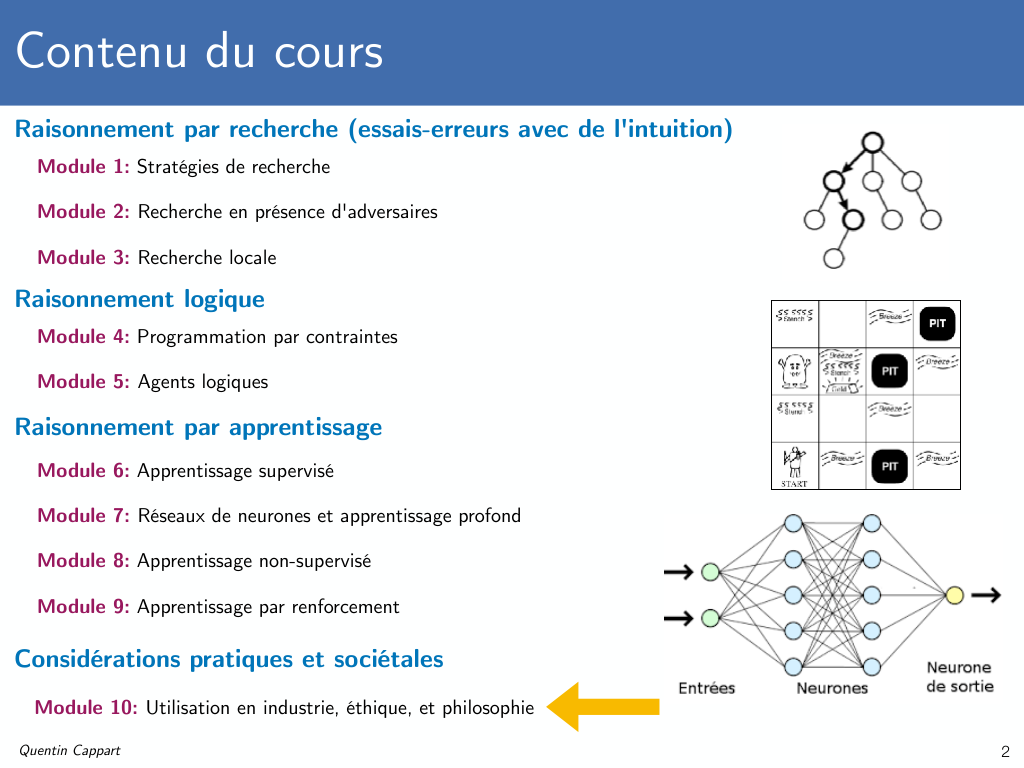 Contenu du cours
Raisonnement par recherche (essais-erreurs avec de l'intuition)
Module 1: Stratégies de recherche
Module 2: Recherche en présence d'adversaires
Module 3: Recherche locale
Raisonnement logique
Module 4: Programmation par contraintes
Module 5: Agents logiques
Raisonnement par apprentissage
Module 6: Apprentissage supervisé
Module 7: Réseaux de neurones et apprentissage profond
Module 8: Apprentissage non-supervisé
Module 9: Apprentissage par renforcement
Considérations pratiques et sociétales
Module 10: Utilisation en industrie, éthique, et philosophie
Stench Breeze PIT
Breeze
Stench PIT Breeze
Gold
Stench Breeze
Breeze PIT Breeze
START
Entrées Neurones Neurone
de sortie
Quentin Cappart 2